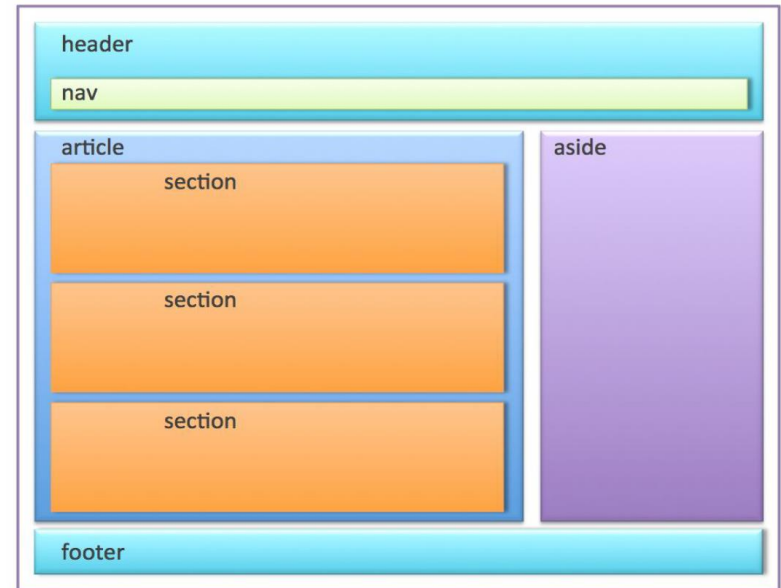 header
nav
article
section
section
section
aside
footer